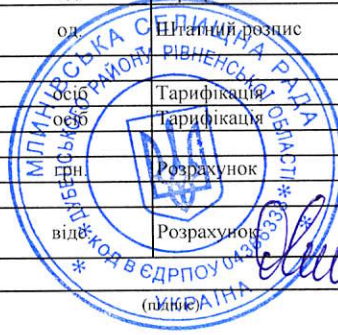 од. Штатний розпис
осіб Тарифікація
осіб Тарифікація
грн. Розрахунок
відс. Розрахунок
(підпис)
МЛИНІВСЬКА СЕЛИЩНА РАДА
ДУБЕНСЬКОГО РАЙОНУ РІВНЕНСЬКОЇ ОБЛАСТІ
* КОД В ЄДРПОУ
* УКРАЇНА *